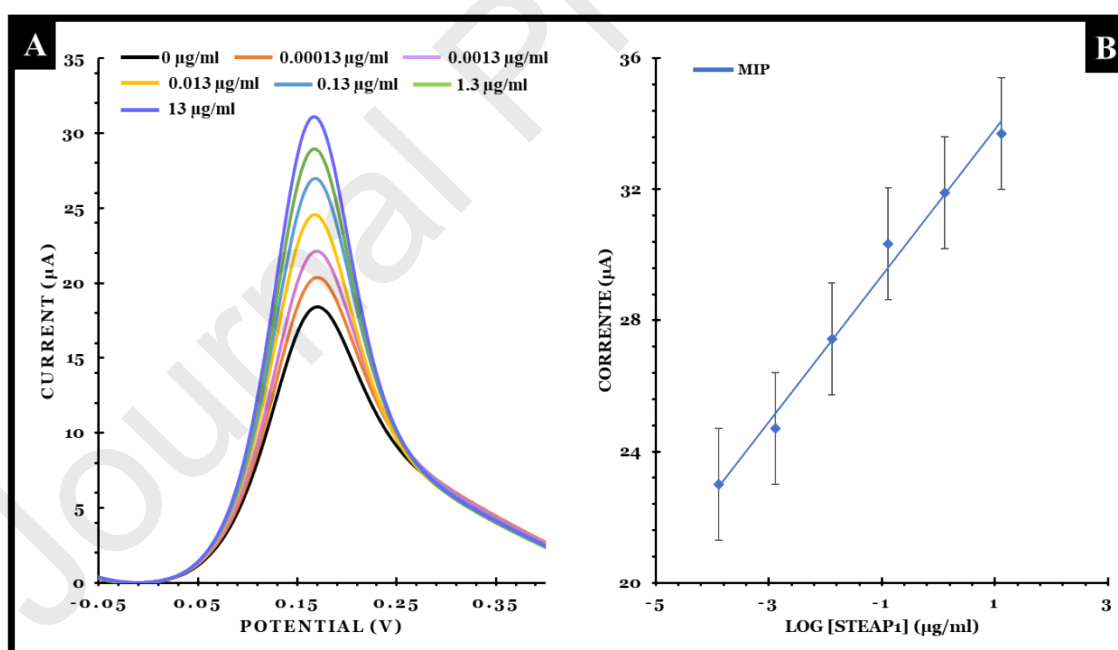 A
0 µg/ml 0.00013 µg/ml 0.0013 µg/ml
0.013 µg/ml 0.13 µg/ml 1.3 µg/ml
13 µg/ml
35
30
25
20
15
10
5
0
CURRENT (µA)
-0.05 0.05 0.15 0.25 0.35
POTENTIAL (V)
B
MIP
36
32
28
24
20
CORRENTE (µA)
-5 -3 -1 1 3
LOG [STEAP1] (µg/ml)
Journal P